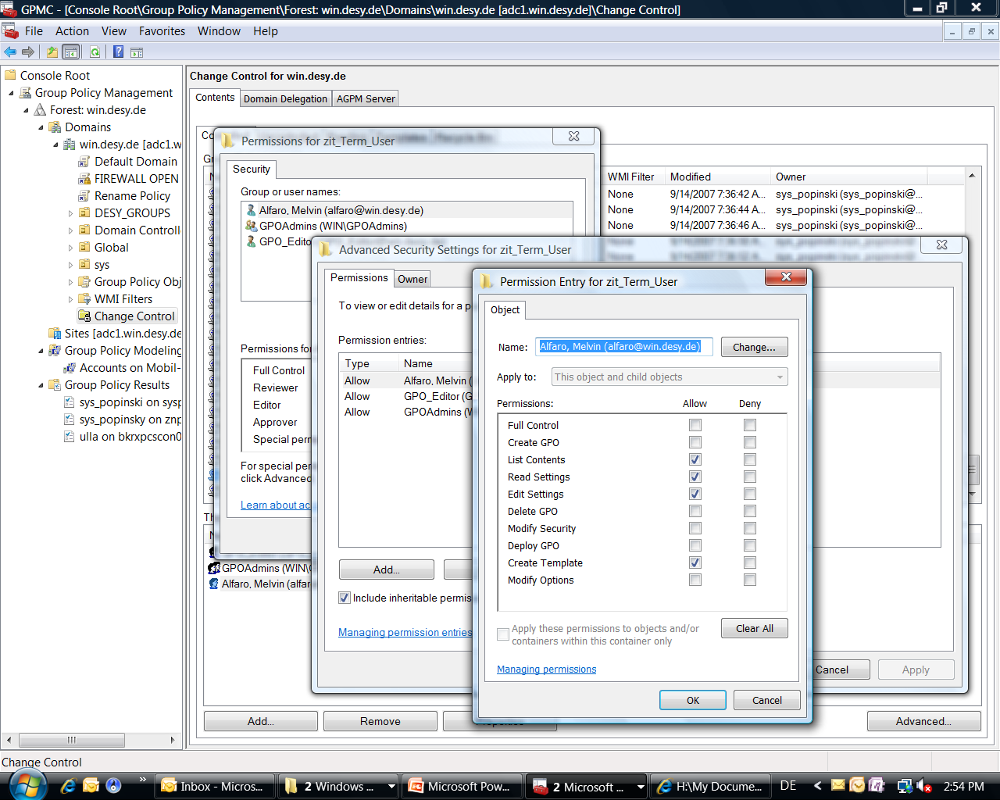 GPMC - [Console Root\Group Policy Management\Forest: win.desy.de\Domains\win.desy.de [adc1.win.desy.de]\Change Control]
File Action View Favorites Window Help
Console Root
Group Policy Management
Forest: win.desy.de
Domains
win.desy.de [adc1.w
Default Domain
FIREWALL OPEN
Rename Policy
DESY_GROUPS
Domain Controll
Global
sys
Group Policy Obj
WMI Filters
Change Control
Sites [adc1.win.desy.de
Group Policy Modeling
Accounts on Mobil-
Group Policy Results
sys_popinski on sysp
sys_popinsky on znp
ulla on bkrxpcscon0
Change Control for win.desy.de
Contents Domain Delegation AGPM Server
WMI Filter Modified Owner
None 9/14/2007 7:36:42 A... sys_popinski (sys_popinski@...
None 9/14/2007 7:36:44 A... sys_popinski (sys_popinski@...
None 9/14/2007 7:36:46 A... sys_popinski (sys_popinski@...
GPOAdmins (WIN\
Alfaro, Melvin (alfar
Add... Remove Properties Advanced...
Permissions for zit_Term_User
Security
Group or user names:
Alfaro, Melvin (alfaro@win.desy.de)
GPOAdmins (WIN\GPOAdmins)
GPO_Editor
Permissions for
Full Control
Reviewer
Editor
Approver
Special perr
For special per
click Advanced
Learn about ac
Advanced Security Settings for zit_Term_User
Permissions Owner
To view or edit details for a p
Permission entries:
Type Name
Allow Alfaro, Melvin (
Allow GPO_Editor (G
Allow GPOAdmins (W
Add...
Include inheritable permis
Managing permission entries
Cancel Apply
Permission Entry for zit_Term_User
Object
Name: Alfaro, Melvin (alfaro@win.desy.de) Change...
Apply to: This object and child objects
Permissions: Allow Deny
Full Control
Create GPO
List Contents
Read Settings
Edit Settings
Delete GPO
Modify Security
Deploy GPO
Create Template
Modify Options
Apply these permissions to objects and/or
containers within this container only
Clear All
Managing permissions
OK Cancel
Change Control
Inbox - Micros... 2 Windows ... Microsoft Pow... 2 Microsoft ... H:\My Docume... DE 2:54 PM